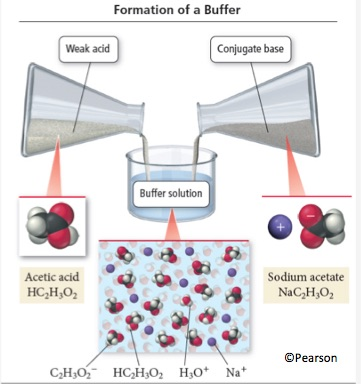 Formation of a Buffer
Weak acid
Conjugate base
Buffer solution
Acetic acid
HC₂H₃O₂
Sodium acetate
NaC₂H₃O₂
−
+
C₂H₃O₂⁻ HC₂H₃O₂ H₃O⁺ Na⁺
©Pearson